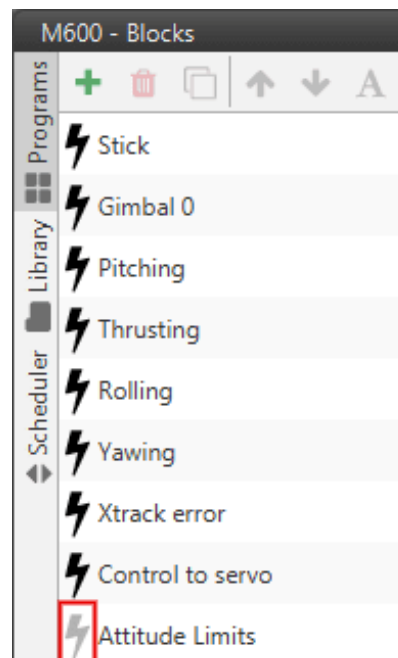 M600 - Blocks
Programs
Library
Scheduler
A
Stick
Gimbal 0
Pitching
Thrusting
Rolling
Yawing
Xtrack error
Control to servo
Attitude Limits